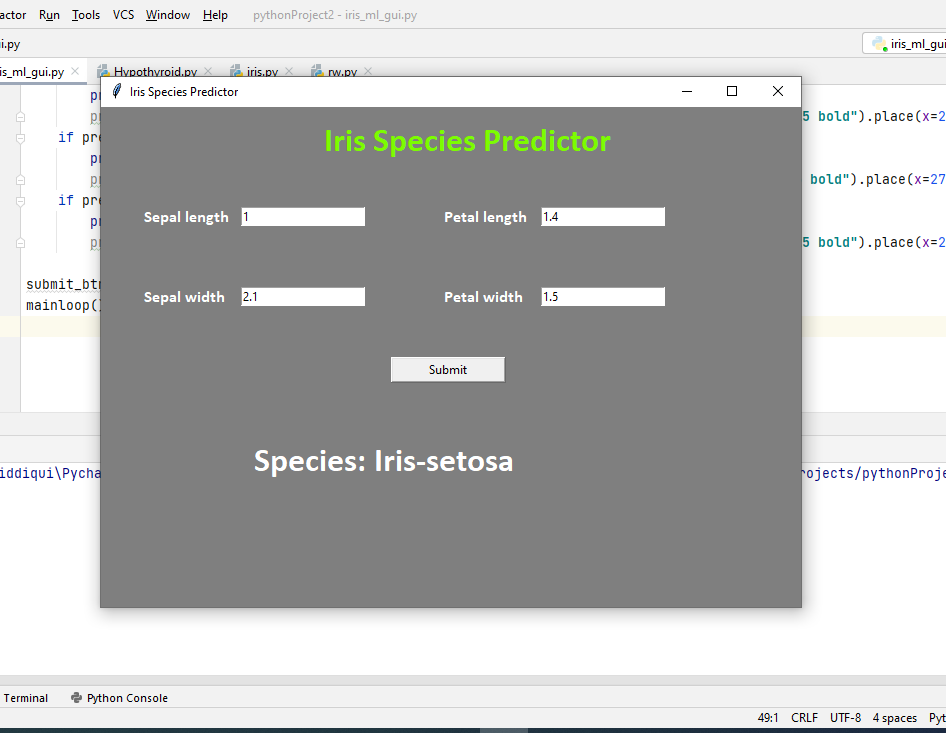 actor Run Tools VCS Window Help pythonProject2 - iris_ml_gui.py
i.py iris_ml_gui
is_ml_gui.py Hypothyroid.py iris.py rw.py
Iris Species Predictor
pr
pr 5 bold").place(x=2
if pre
Iris Species Predictor
pr
pr bold").place(x=27
if pre
Sepal length 1 Petal length 1.4
pr
pr 5 bold").place(x=2
submit_btn
Sepal width 2.1 Petal width 1.5
mainloop()
Submit
Species: Iris-setosa
iddiqui\Pycha rojects/pythonProje
Terminal Python Console
49:1 CRLF UTF-8 4 spaces Pyt